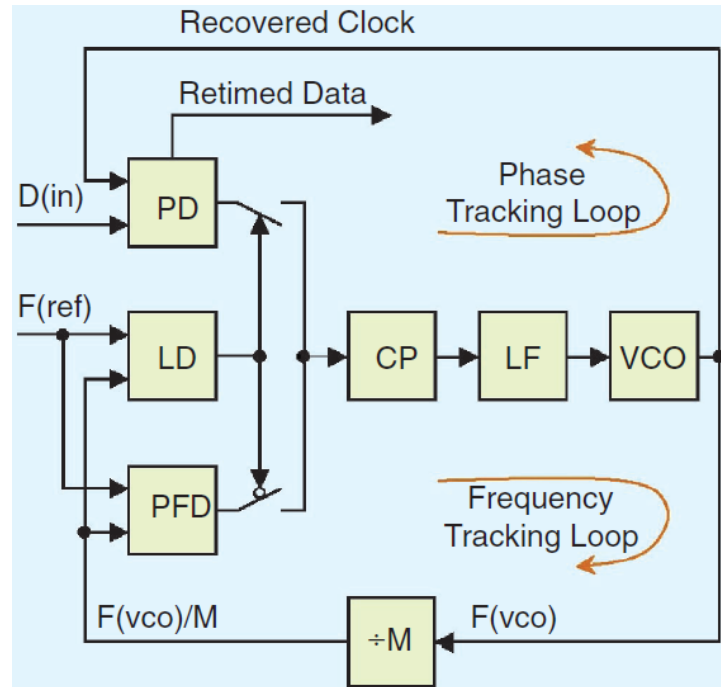 Recovered Clock
Retimed Data
D(in)
PD
Phase
Tracking Loop
F(ref)
LD
CP
LF
VCO
PFD
Frequency
Tracking Loop
F(vco)/M
÷M
F(vco)